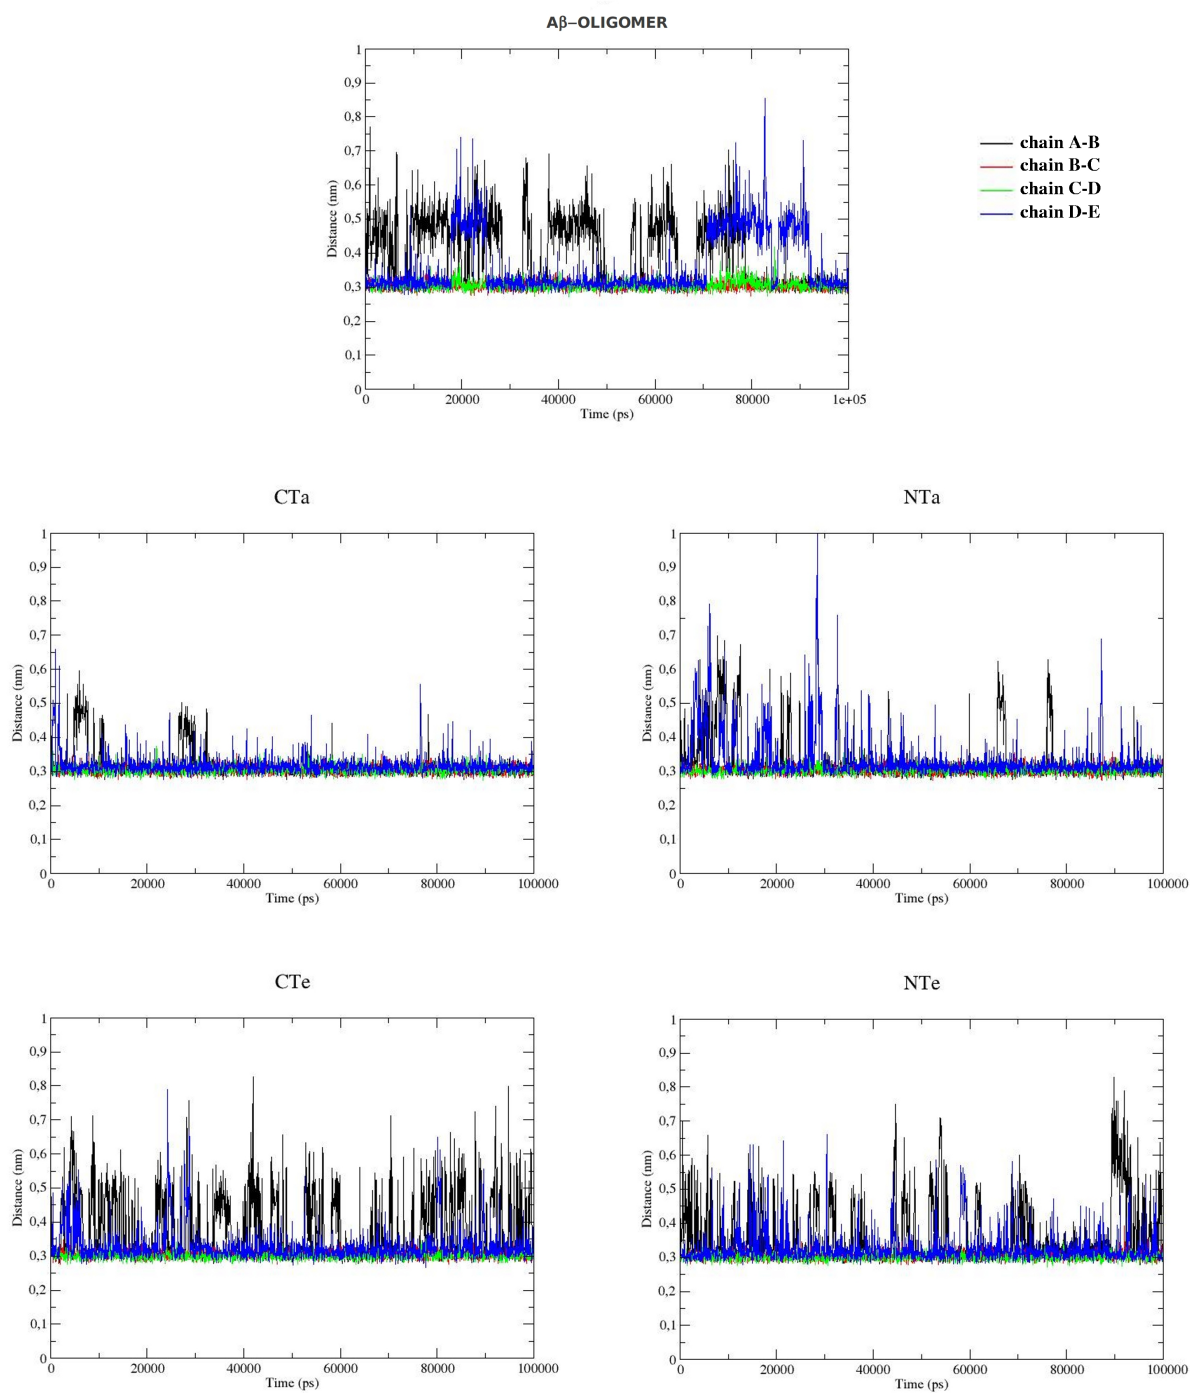 Aβ–OLIGOMER
1
0,9
0,8
0,7
0,6
0,5
0,4
0,3
0,2
0,1
0
Distance (nm)
0 20000 40000 60000 80000 1e+05
Time (ps)
chain A-B
chain B-C
chain C-D
chain D-E
CTa
1
0,9
0,8
0,7
0,6
0,5
0,4
0,3
0,2
0,1
0
Distance (nm)
0 20000 40000 60000 80000 100000
Time (ps)
NTa
1
0,9
0,8
0,7
0,6
0,5
0,4
0,3
0,2
0,1
0
Distance (nm)
0 20000 40000 60000 80000 100000
Time (ps)
CTe
1
0,9
0,8
0,7
0,6
0,5
0,4
0,3
0,2
0,1
0
Distance (nm)
0 20000 40000 60000 80000 100000
Time (ps)
NTe
1
0,9
0,8
0,7
0,6
0,5
0,4
0,3
0,2
0,1
0
Distance (nm)
0 20000 40000 60000 80000 100000
Time (ps)